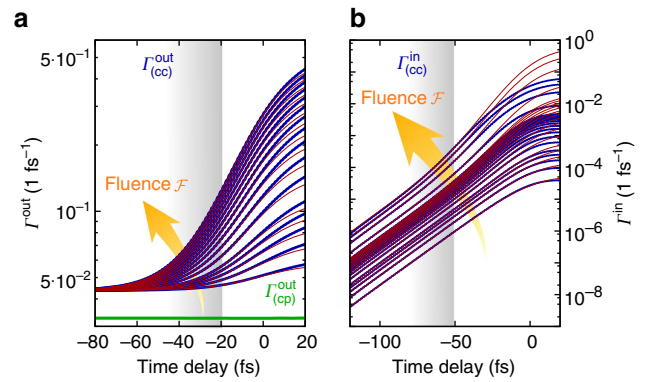 a
b
5·10⁻¹
10⁻¹
5·10⁻²
Γ^out (1 fs⁻¹)
Γ^out_(cc)
Fluence ℱ
Γ^out_(cp)
−80 −60 −40 −20 0 20
Time delay (fs)
Γ^in_(cc)
Fluence ℱ
10⁰
10⁻²
10⁻⁴
10⁻⁶
10⁻⁸
Γ^in (1 fs⁻¹)
−100 −50 0
Time delay (fs)